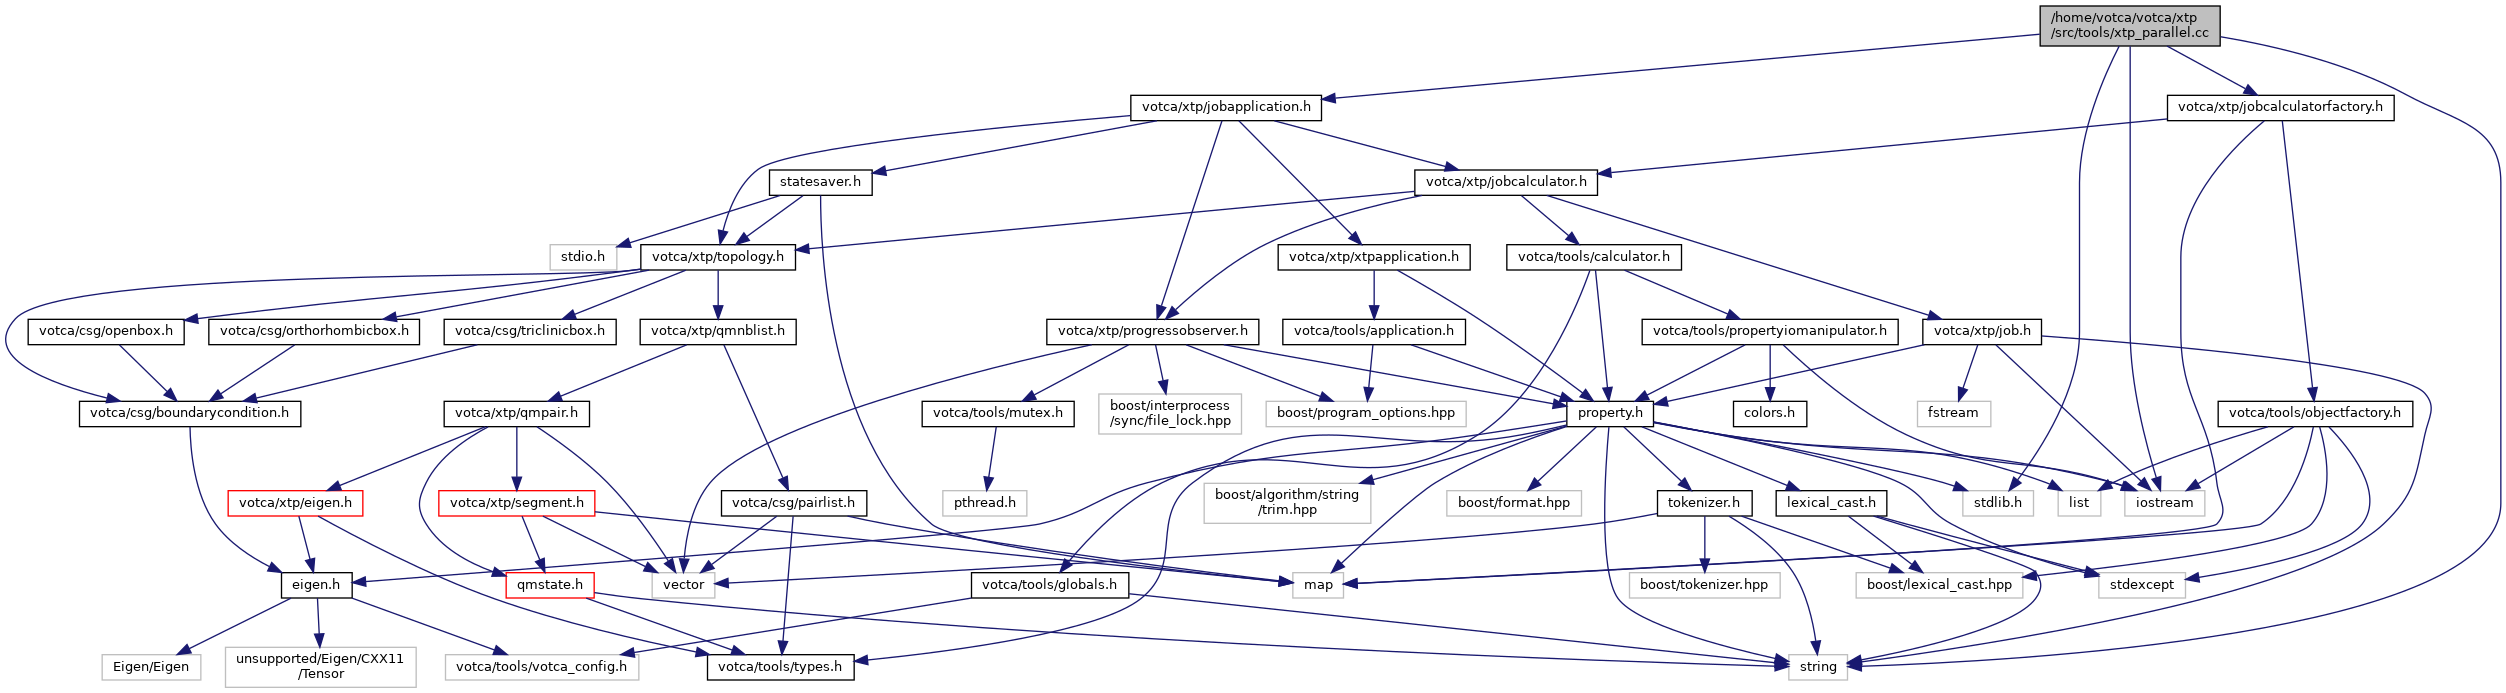 /home/votca/votca/xtp
/src/tools/xtp_parallel.cc
votca/xtp/jobapplication.h
votca/xtp/jobcalculatorfactory.h
statesaver.h
votca/xtp/jobcalculator.h
stdio.h
votca/xtp/topology.h
votca/xtp/xtpapplication.h
votca/tools/calculator.h
votca/csg/openbox.h
votca/csg/orthorhombicbox.h
votca/csg/triclinicbox.h
votca/xtp/qmnblist.h
votca/xtp/progressobserver.h
votca/tools/application.h
votca/tools/propertyiomanipulator.h
votca/xtp/job.h
votca/csg/boundarycondition.h
votca/xtp/qmpair.h
votca/tools/mutex.h
boost/interprocess
/sync/file_lock.hpp
boost/program_options.hpp
property.h
colors.h
fstream
votca/tools/objectfactory.h
votca/xtp/eigen.h
votca/xtp/segment.h
votca/csg/pairlist.h
pthread.h
boost/algorithm/string
/trim.hpp
boost/format.hpp
tokenizer.h
lexical_cast.h
stdlib.h
list
iostream
eigen.h
qmstate.h
vector
votca/tools/globals.h
map
boost/tokenizer.hpp
boost/lexical_cast.hpp
stdexcept
Eigen/Eigen
unsupported/Eigen/CXX11
/Tensor
votca/tools/votca_config.h
votca/tools/types.h
string